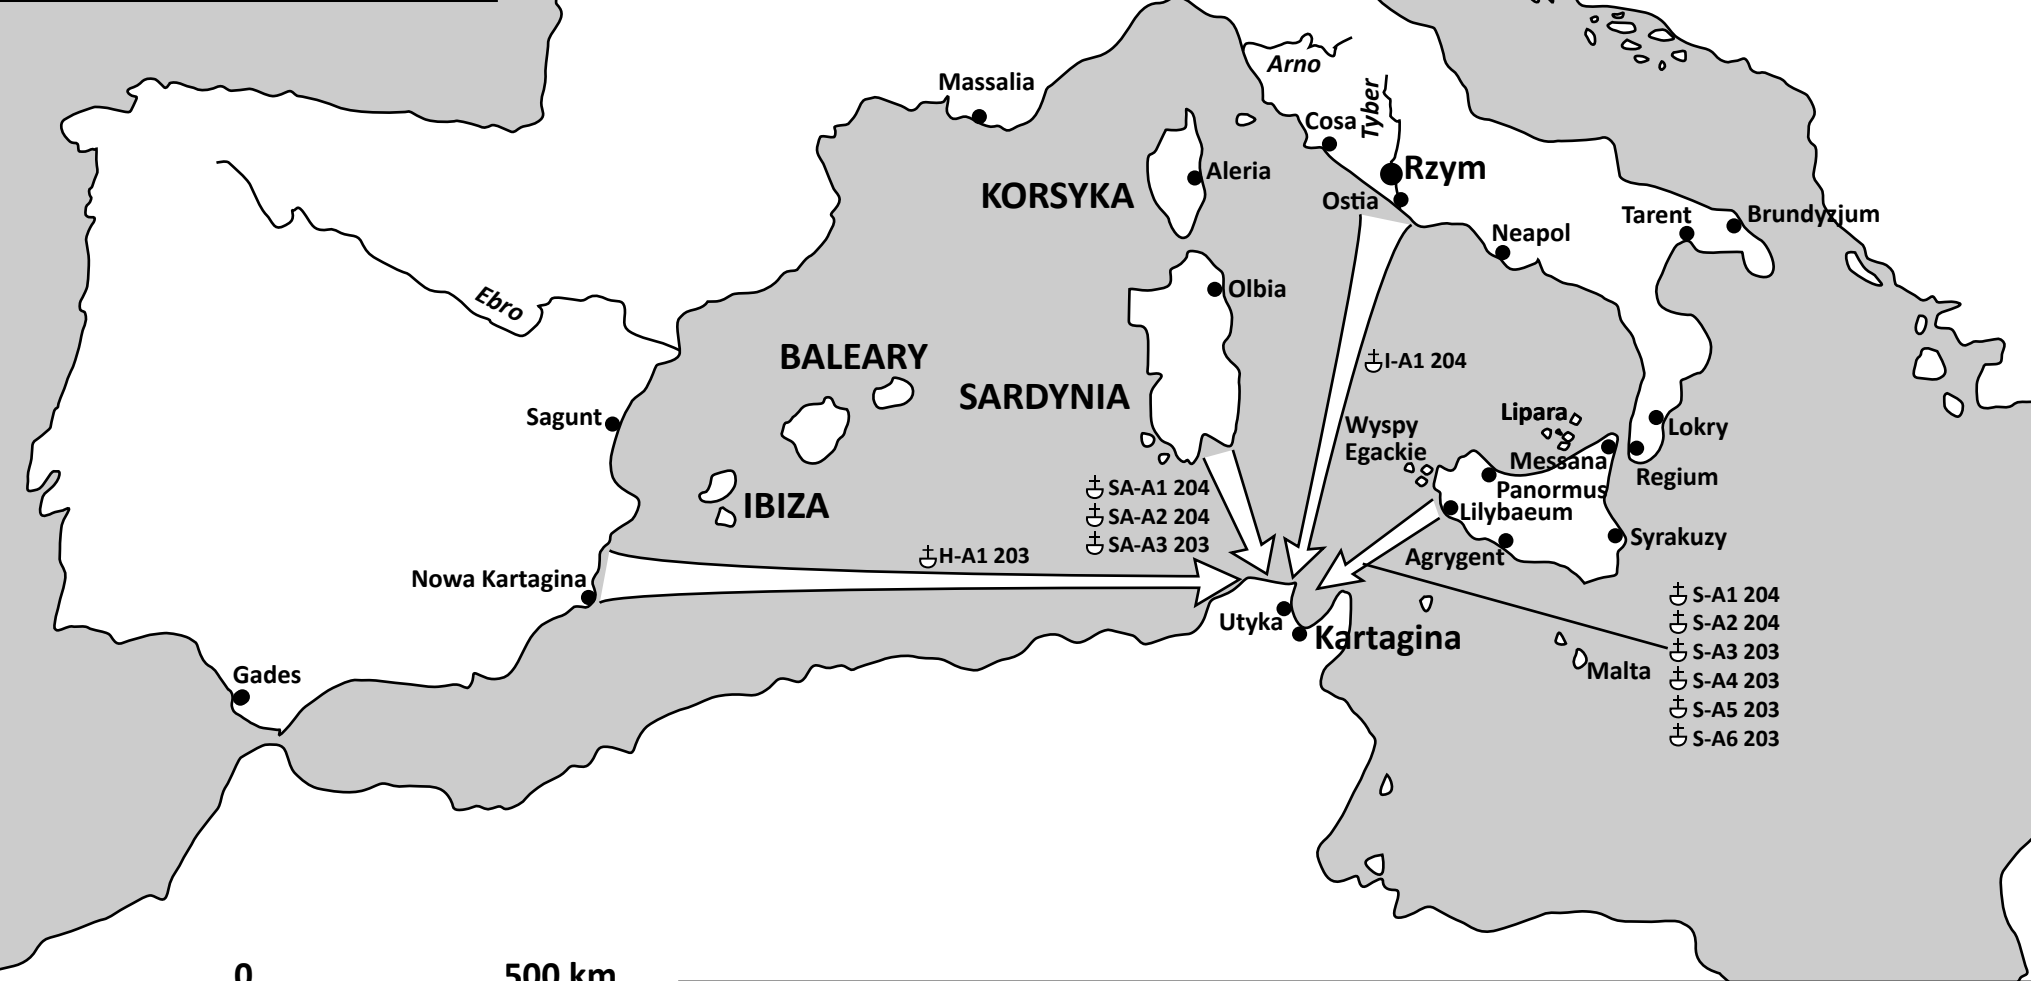 Arno
Massalia
Tyber
Cosa
Rzym
Aleria
KORSYKA
Ostia
Tarent
Brundyzjum
Neapol
Olbia
Ebro
BALEARY
I-A1 204
SARDYNIA
Sagunt
Lipara
Wyspy
Egackie
Lokry
Messana
Regium
SA-A1 204
SA-A2 204
SA-A3 203
Panormus
IBIZA
Lilybaeum
Syrakuzy
H-A1 203
Agrygent
Nowa Kartagina
S-A1 204
S-A2 204
S-A3 203
S-A4 203
S-A5 203
S-A6 203
Utyka
Kartagina
Malta
Gades
0 500 km